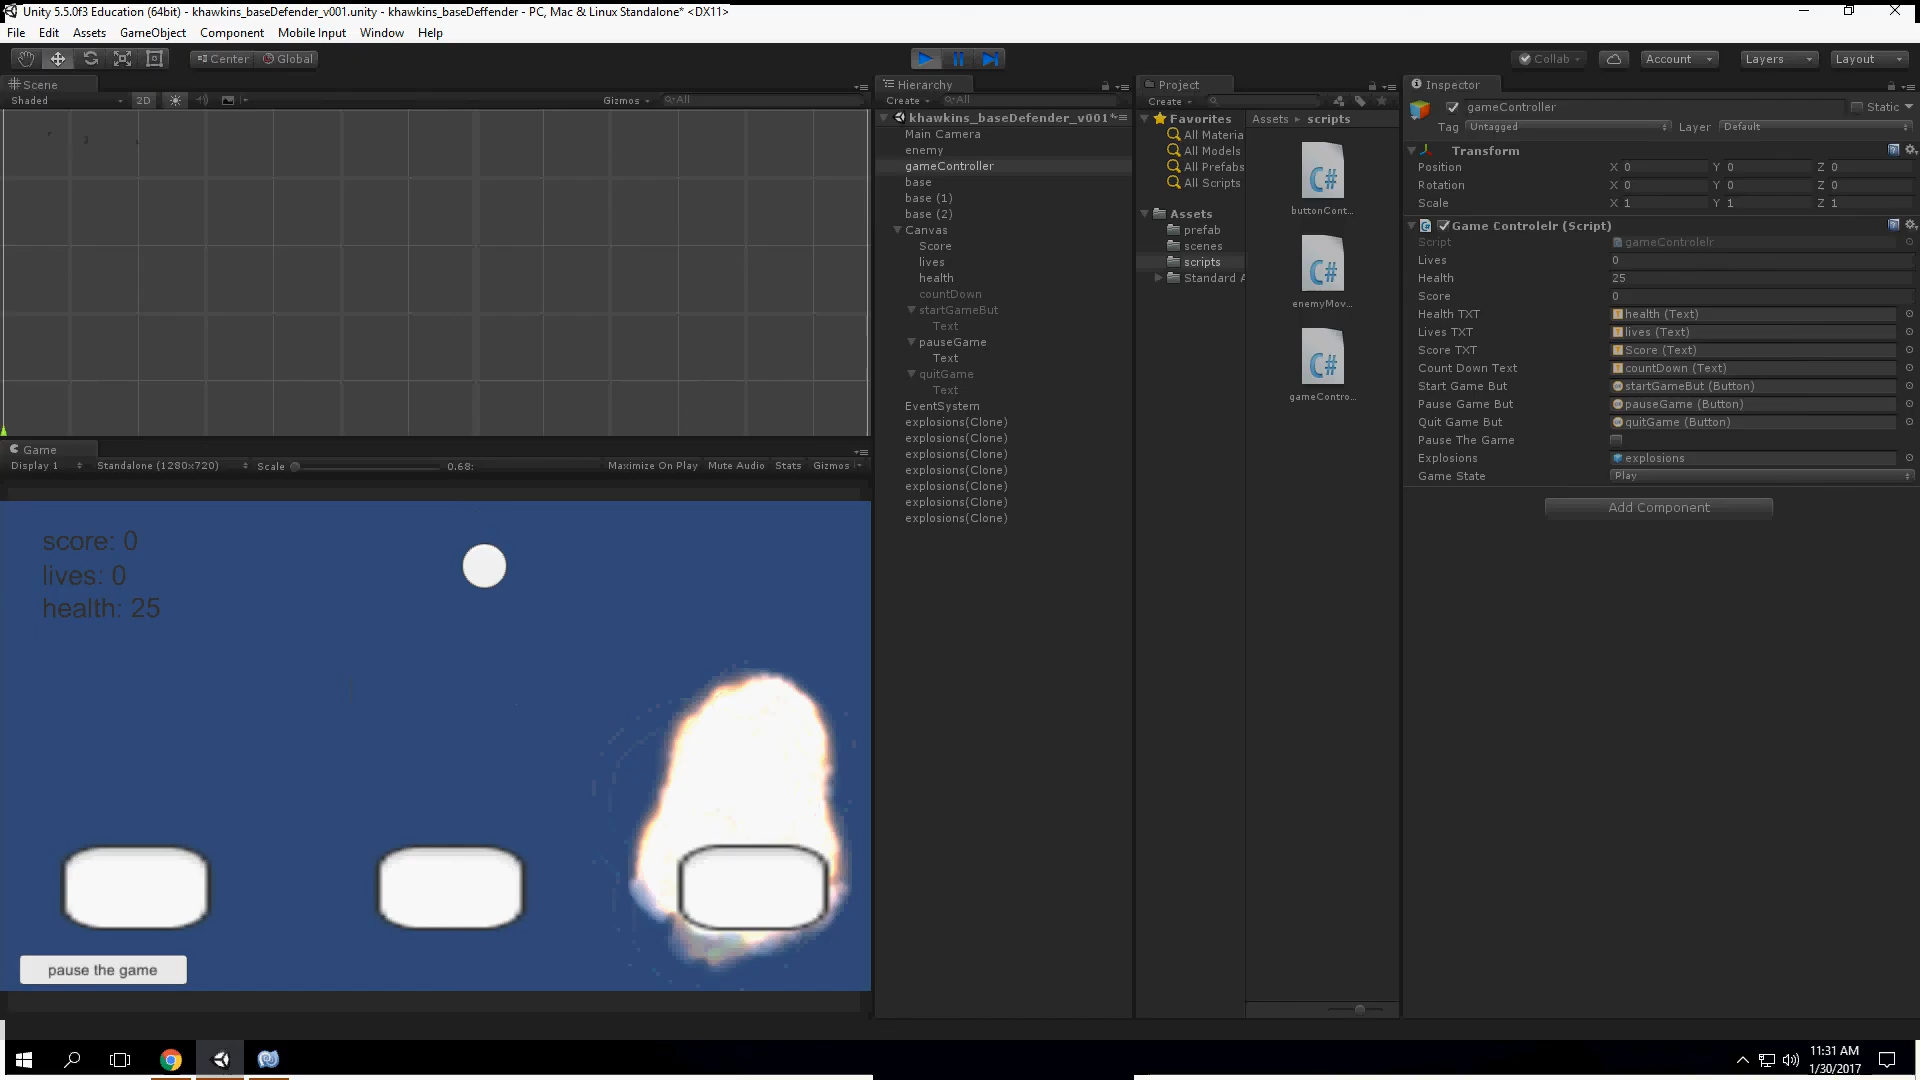 Unity 5.5.0f3 Education (64bit) - khawkins_baseDefender_v001.unity - khawkins_baseDeffender - PC, Mac & Linux Standalone* <DX11>
File Edit Assets GameObject Component Mobile Input Window Help
Center Global
Collab Account Layers Layout
Scene
Shaded 2D Gizmos All
Game
Display 1 Standalone (1280x720) Scale 0.68: Maximize On Play Mute Audio Stats Gizmos
score: 0
lives: 0
health: 25
pause the game
Hierarchy
Create All
khawkins_baseDefender_v001*
Main Camera
enemy
gameController
base
base (1)
base (2)
Canvas
Score
lives
health
countDown
startGameBut
Text
pauseGame
Text
quitGame
Text
EventSystem
explosions(Clone)
explosions(Clone)
explosions(Clone)
explosions(Clone)
explosions(Clone)
explosions(Clone)
explosions(Clone)
Project
Create
Favorites
All Materia
All Models
All Prefabs
All Scripts
Assets
prefab
scenes
scripts
Standard A
Assets scripts
C#
buttonCont...
C#
enemyMov...
C#
gameContro...
Inspector
gameController Static
Tag Untagged Layer Default
Transform
Position X 0 Y 0 Z 0
Rotation X 0 Y 0 Z 0
Scale X 1 Y 1 Z 1
Game Controlelr (Script)
Script gameControlelr
Lives 0
Health 25
Score 0
Health TXT health (Text)
Lives TXT lives (Text)
Score TXT Score (Text)
Count Down Text countDown (Text)
Start Game But startGameBut (Button)
Pause Game But pauseGame (Button)
Quit Game But quitGame (Button)
Pause The Game
Explosions explosions
Game State Play
Add Component
11:31 AM
1/30/2017